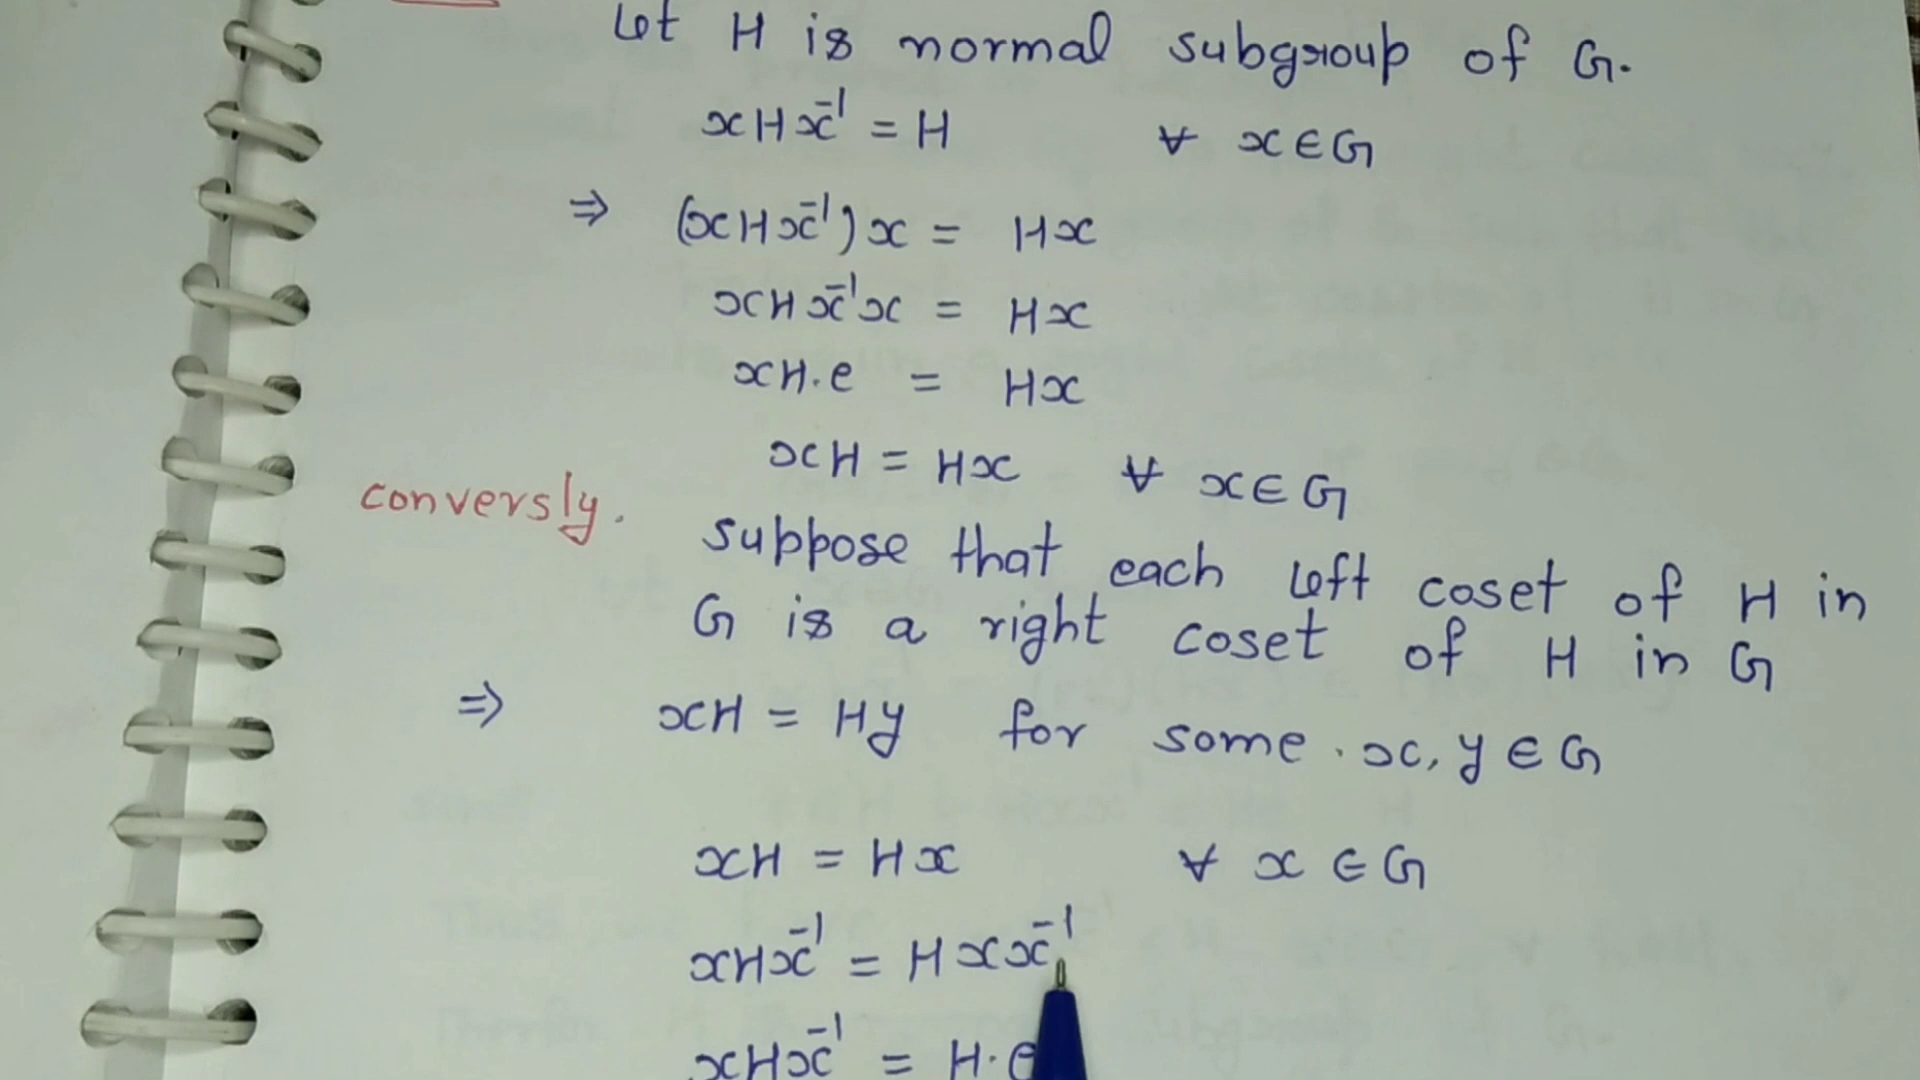 Let H is normal subgroup of G.
xHx⁻¹ = H ∀ x∈G
⇒ (xHx⁻¹)x = Hx
xHx⁻¹x = Hx
xH.e = Hx
xH = Hx ∀ x∈G
conversly.
suppose that each left coset of H in
G is a right coset of H in G
⇒ xH = Hy for some x, y ∈ G
xH = Hx ∀ x ∈ G
xHx⁻¹ = Hxx⁻¹
xHx⁻¹ = H.e